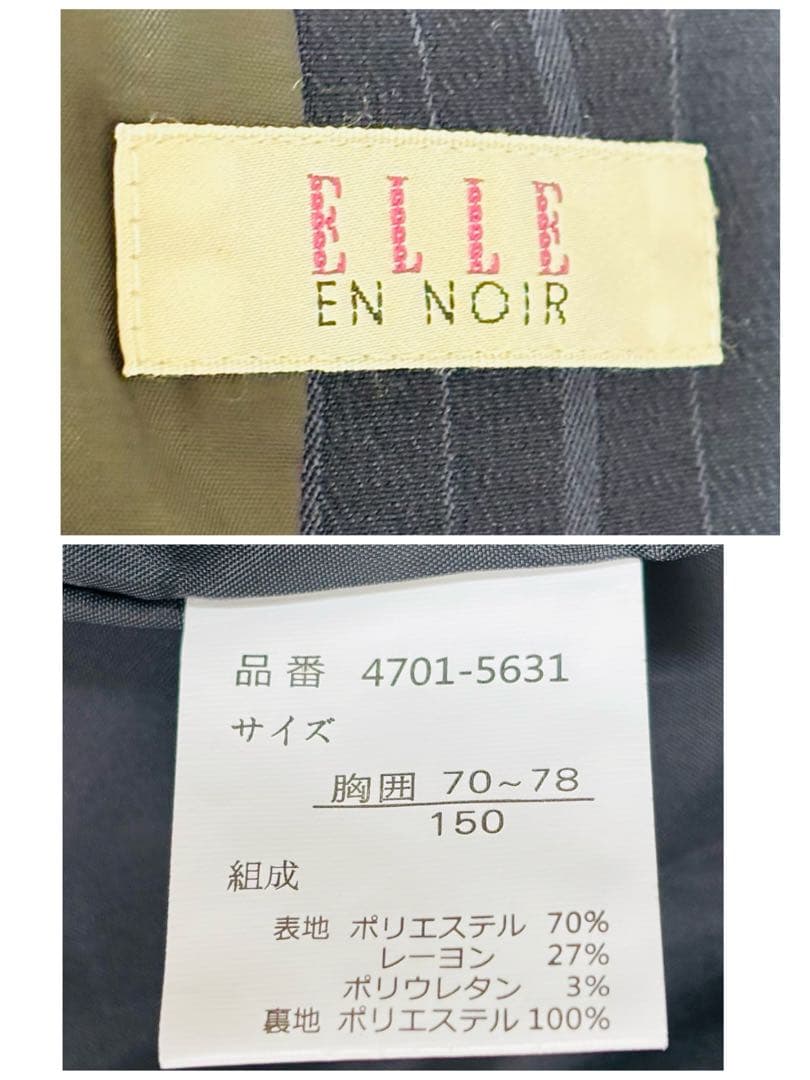 ELLE
EN NOIR
品番 4701-5631
サイズ
胸囲 70~78
150
組成
表地 ポリエステル 70%
レーヨン 27%
ポリウレタン 3%
裏地 ポリエステル 100%